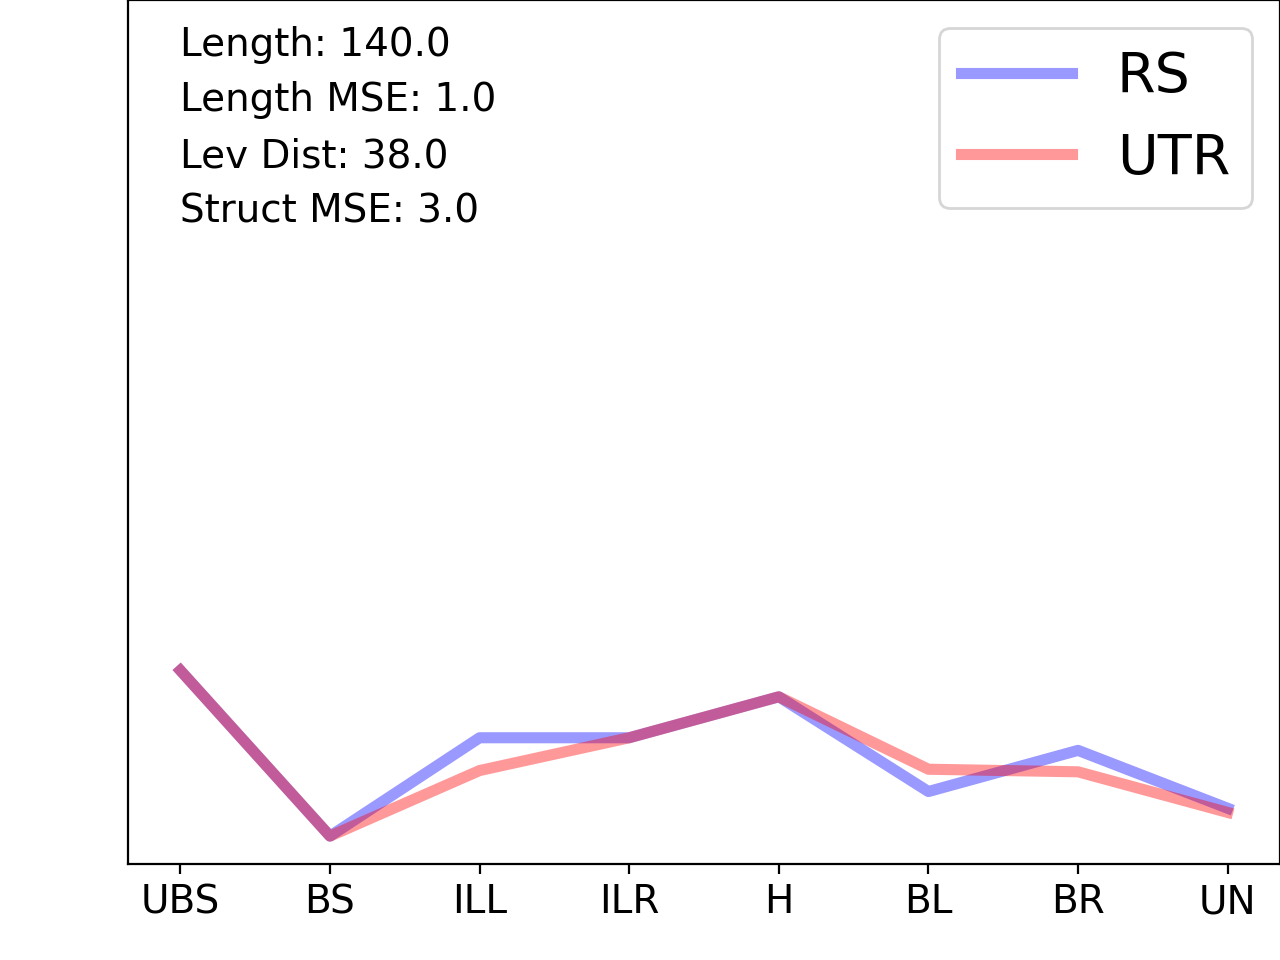 Length: 140.0
Length MSE: 1.0
Lev Dist: 38.0
Struct MSE: 3.0
RS
UTR
UBS BS ILL ILR H BL BR UN